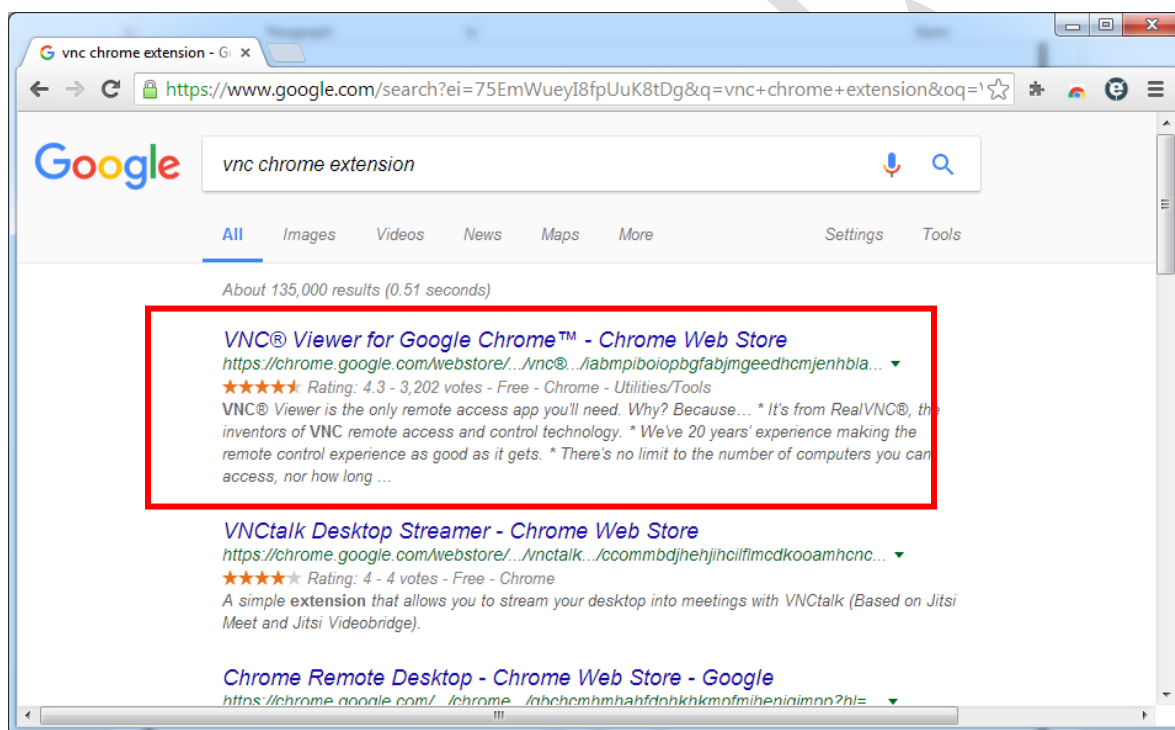 vnc chrome extension - G
https://www.google.com/search?ei=75EmWueyI8fpUuK8tDg&q=vnc+chrome+extension&oq=
Google
vnc chrome extension
All Images Videos News Maps More Settings Tools
About 135,000 results (0.51 seconds)
VNC® Viewer for Google Chrome™ - Chrome Web Store
https://chrome.google.com/webstore/.../vnc®.../iabmpiboiopbgfabjmgeedhcmjenhbla...
Rating: 4.3 - 3,202 votes - Free - Chrome - Utilities/Tools
VNC® Viewer is the only remote access app you'll need. Why? Because… * It's from RealVNC®, the
inventors of VNC remote access and control technology. * We've 20 years' experience making the
remote control experience as good as it gets. * There's no limit to the number of computers you can
access, nor how long ...
VNCtalk Desktop Streamer - Chrome Web Store
https://chrome.google.com/webstore/.../vnctalk.../ccommbdjhehjihcilflmcdkooamhcnc...
Rating: 4 - 4 votes - Free - Chrome
A simple extension that allows you to stream your desktop into meetings with VNCtalk (Based on Jitsi
Meet and Jitsi Videobridge).
Chrome Remote Desktop - Chrome Web Store - Google
https://chrome.google.com/.../chrome.../gbchcmhmhahfdphkhkmpfmihenigjmpp?hl=...